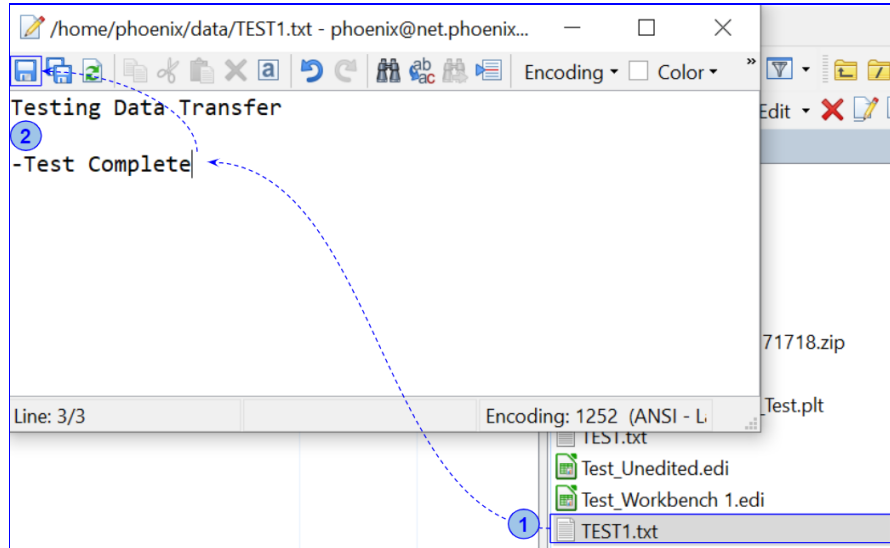 /home/phoenix/data/TEST1.txt - phoenix@net.phoenix...
Encoding Color
Edit
Testing Data Transfer
2
-Test Complete
71718.zip
_Test.plt
Line: 3/3
Encoding: 1252 (ANSI - La
TEST.txt
Test_Unedited.edi
Test_Workbench 1.edi
1
TEST1.txt